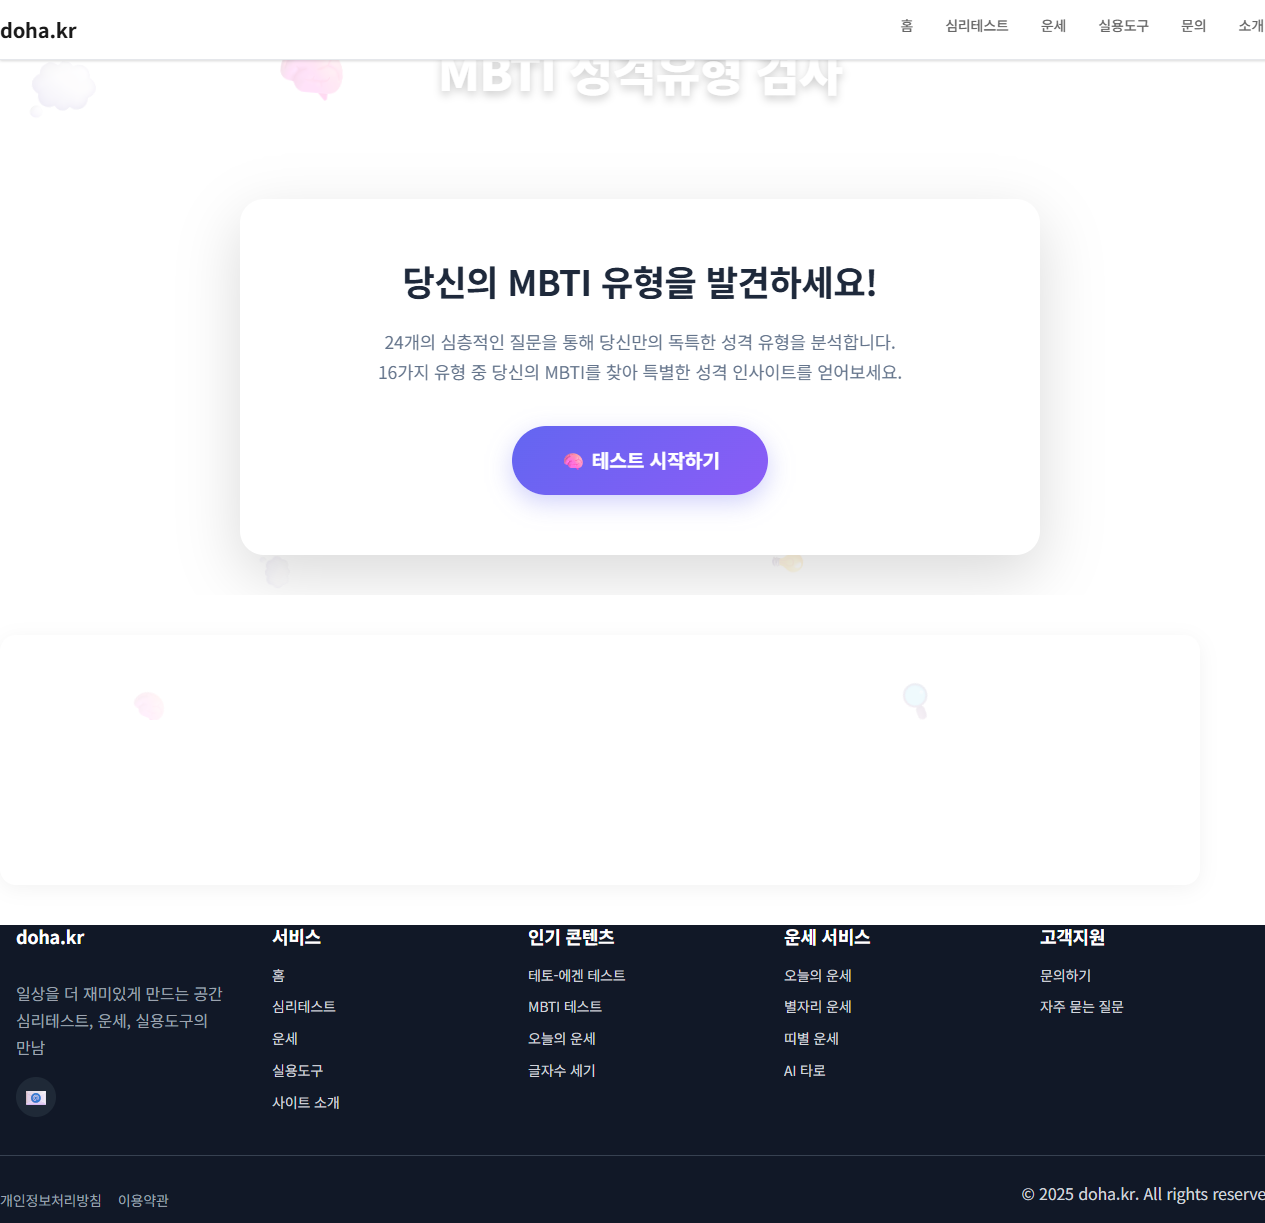 doha.kr
홈 심리테스트 운세 실용도구 문의 소개
MBTI 성격유형 검사
당신의 MBTI 유형을 발견하세요!
24개의 심층적인 질문을 통해 당신만의 독특한 성격 유형을 분석합니다.
16가지 유형 중 당신의 MBTI를 찾아 특별한 성격 인사이트를 얻어보세요.
테스트 시작하기
doha.kr
일상을 더 재미있게 만드는 공간
심리테스트, 운세, 실용도구의
만남
서비스
홈
심리테스트
운세
실용도구
사이트 소개
인기 콘텐츠
테토-에겐 테스트
MBTI 테스트
오늘의 운세
글자수 세기
운세 서비스
오늘의 운세
별자리 운세
띠별 운세
AI 타로
고객지원
문의하기
자주 묻는 질문
개인정보처리방침 이용약관
© 2025 doha.kr. All rights reserve